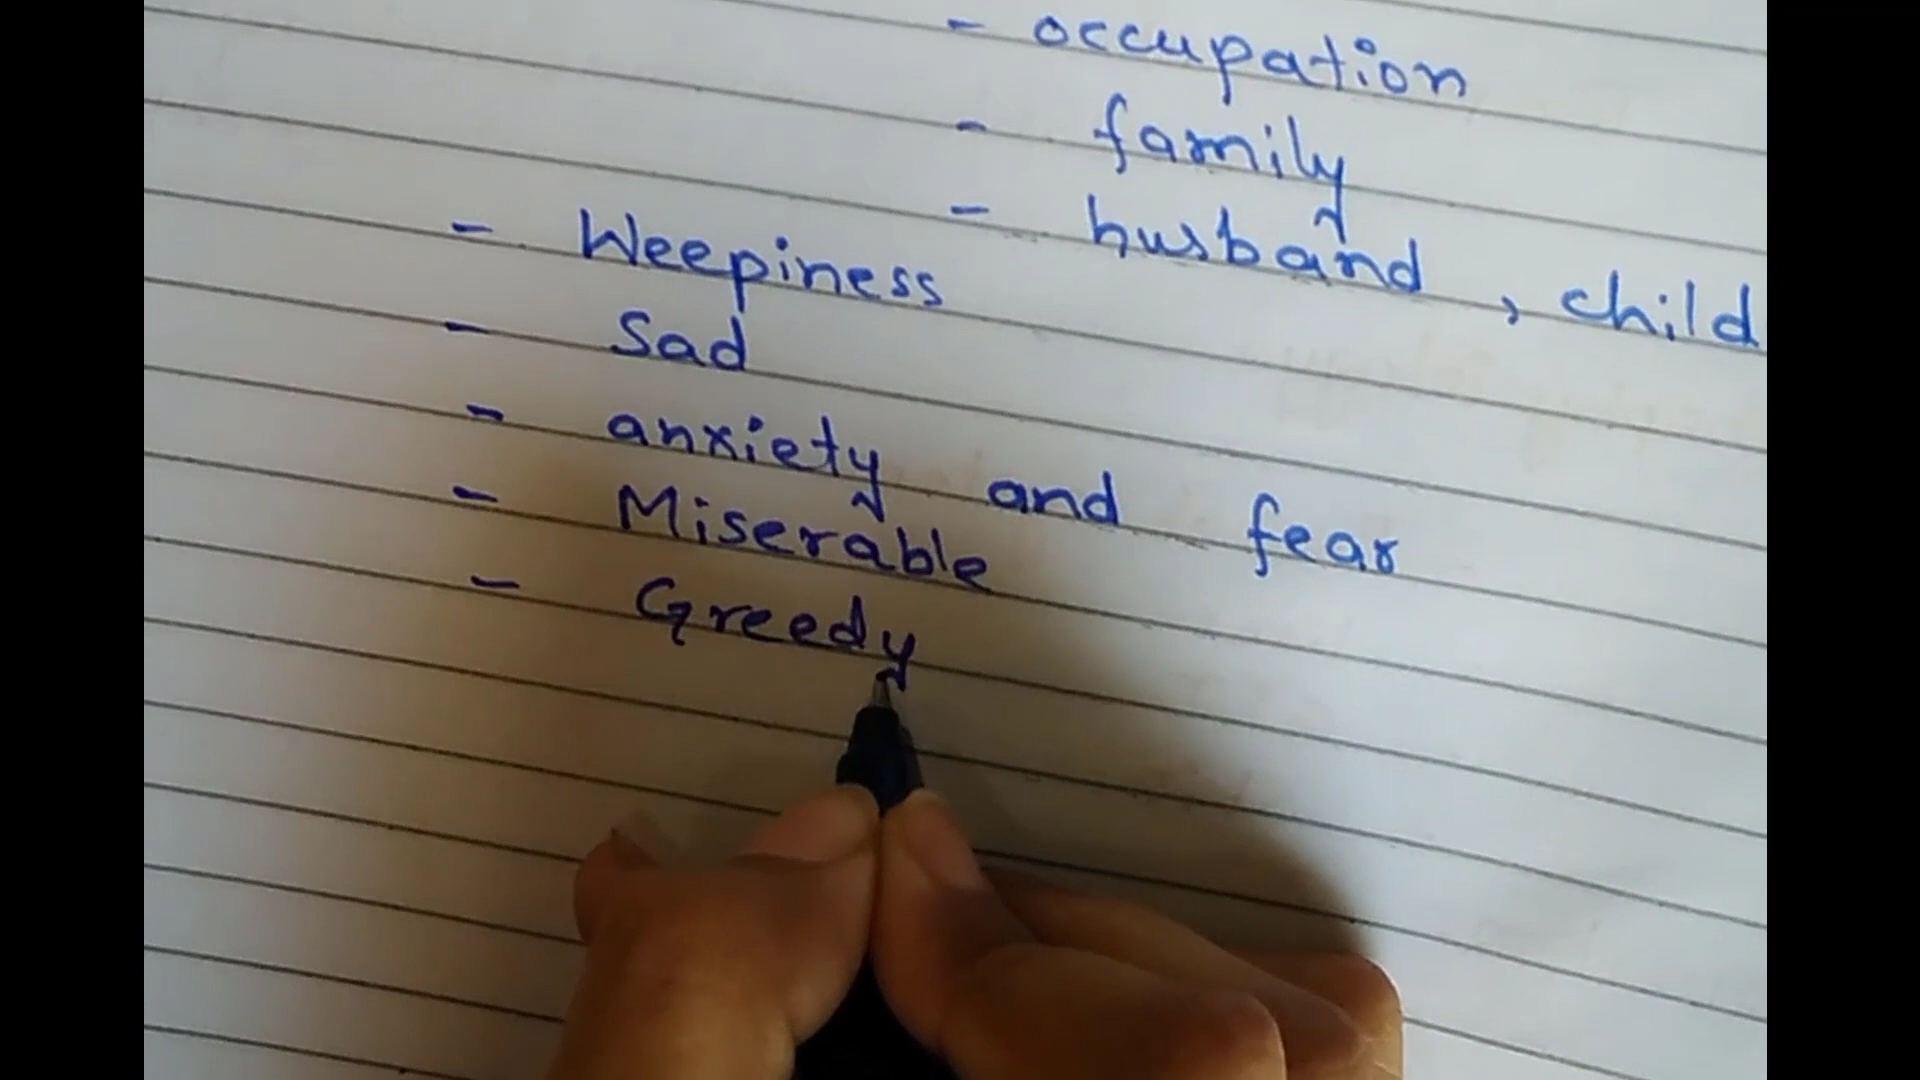 - occupation
- family
- husband, child
- Weepiness
- Sad
- anxiety and fear
- Miserable
- Greedy